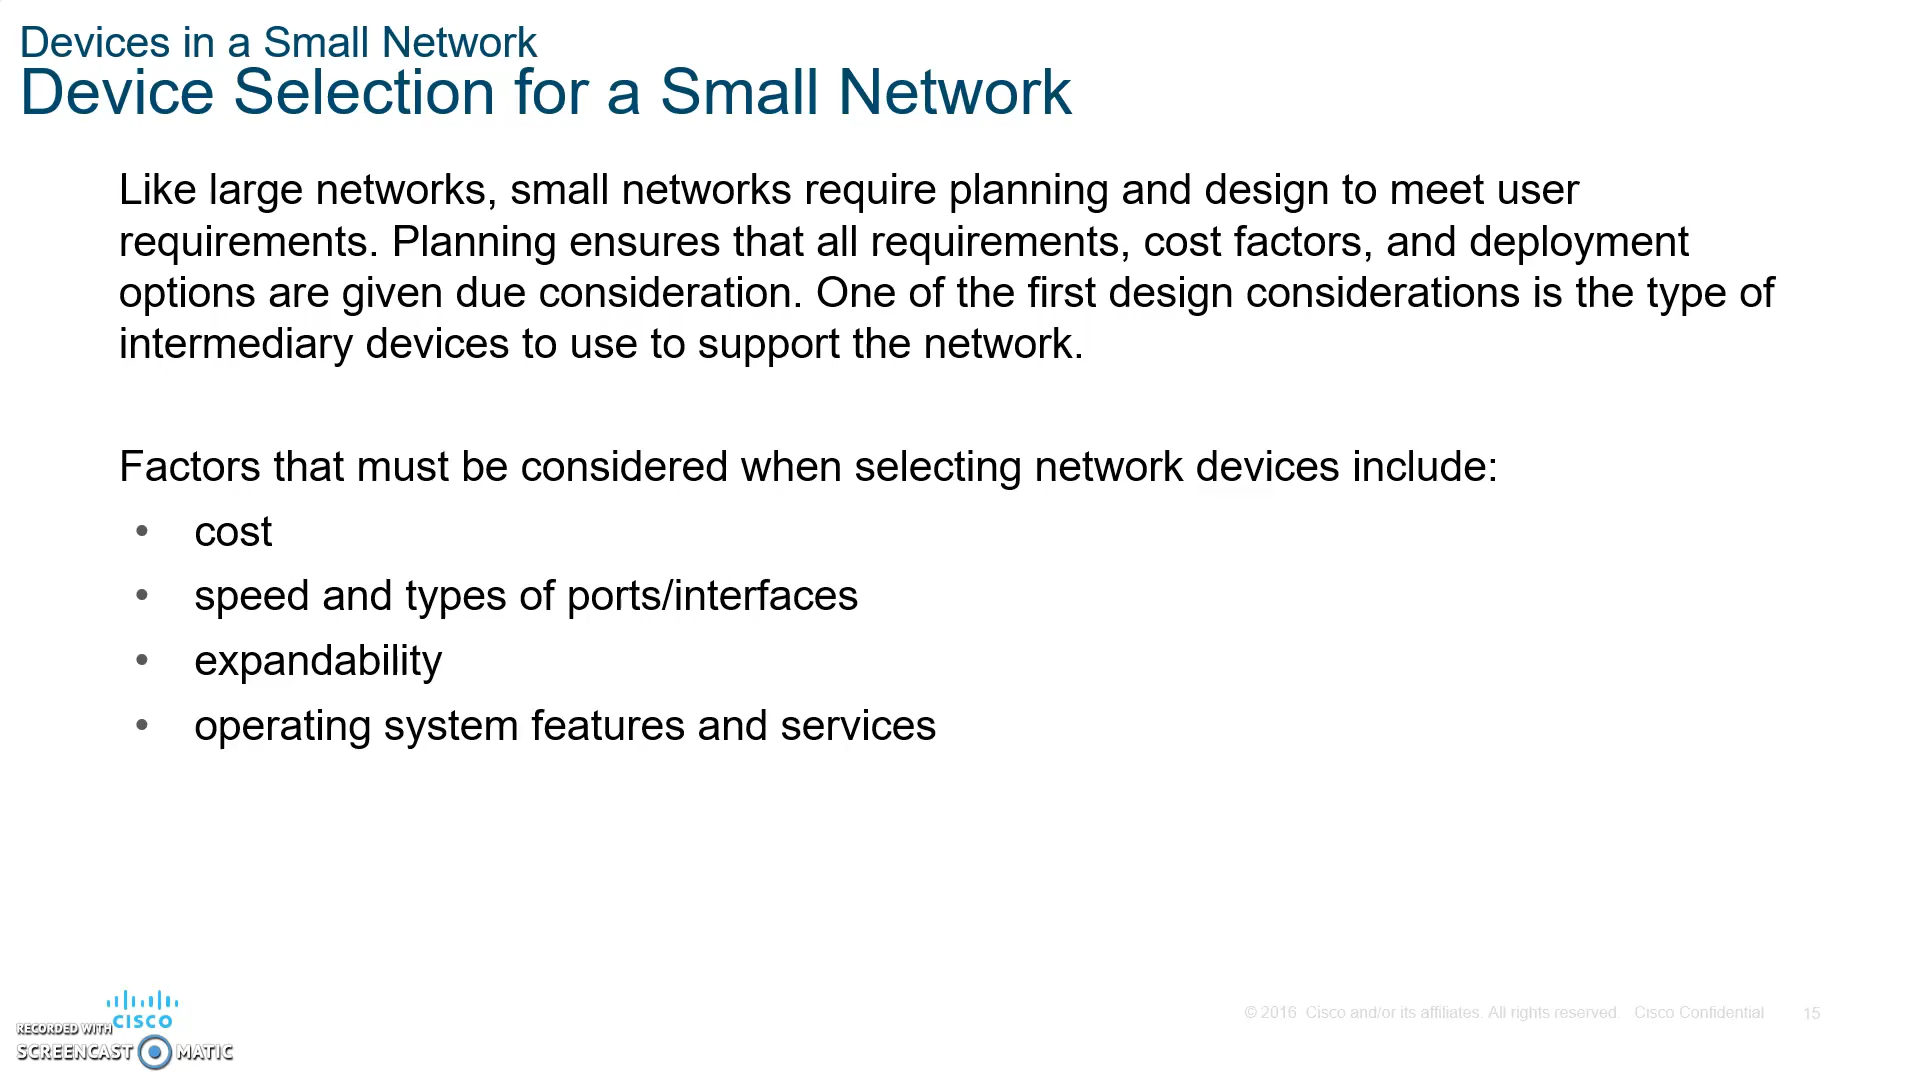 Devices in a Small Network
Device Selection for a Small Network
Like large networks, small networks require planning and design to meet user
requirements. Planning ensures that all requirements, cost factors, and deployment
options are given due consideration. One of the first design considerations is the type of
intermediary devices to use to support the network.
Factors that must be considered when selecting network devices include:
• cost
• speed and types of ports/interfaces
• expandability
• operating system features and services
CISCO
RECORDED WITH
SCREENCAST MATIC
© 2016 Cisco and/or its affiliates. All rights reserved. Cisco Confidential 15